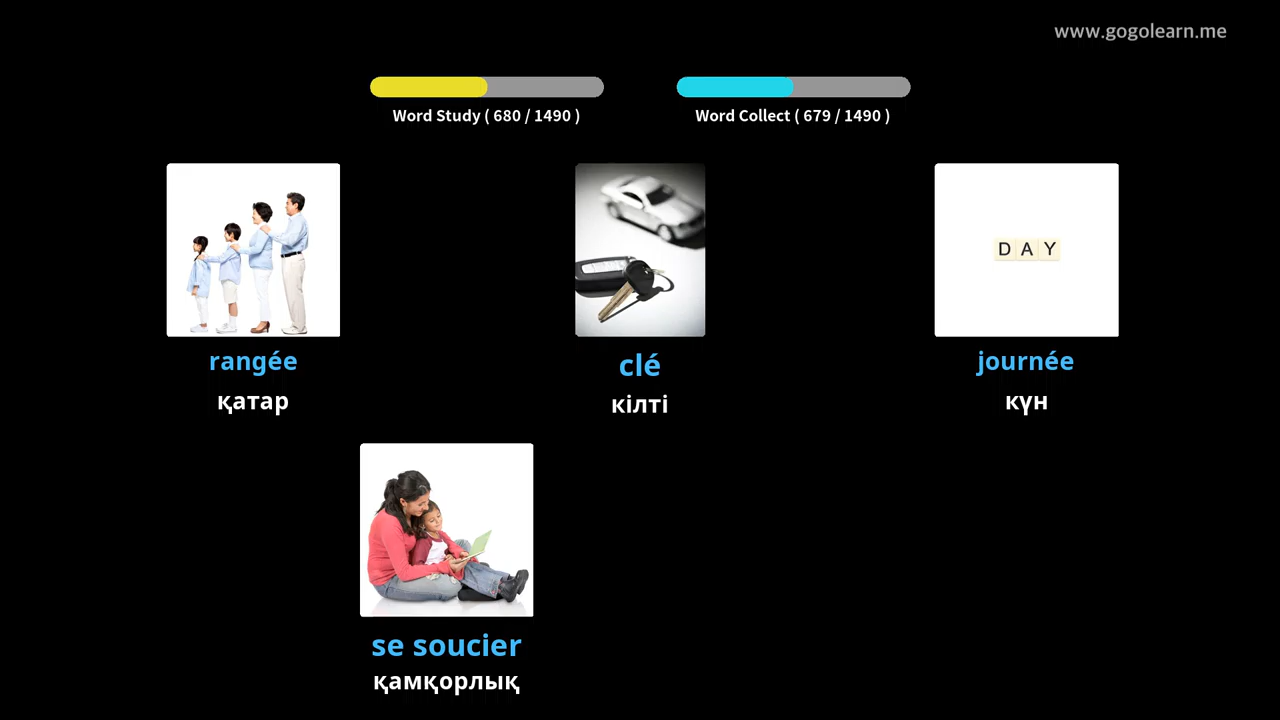 www.gogolearn.me
Word Study ( 680 / 1490 )
Word Collect ( 679 / 1490 )
DAY
rangée
clé
journée
қатар
кілті
күн
se soucier
қамқорлық